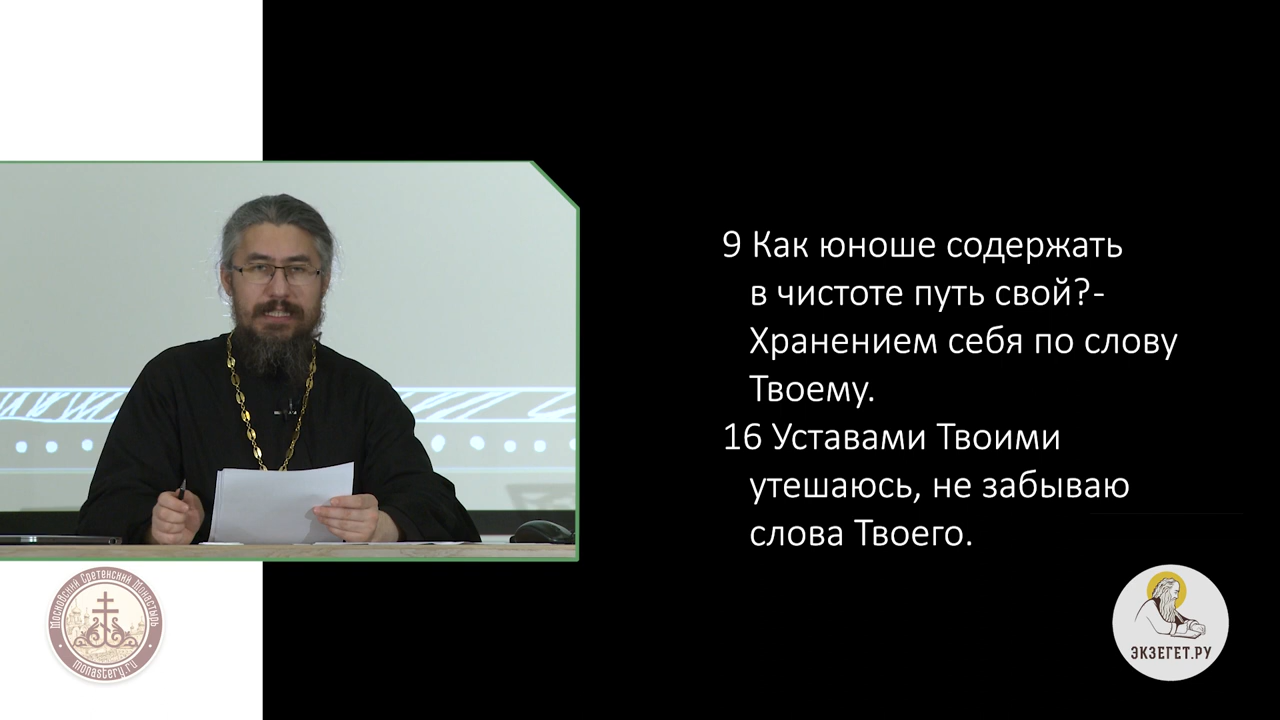 9 Как юноше содержать
в чистоте путь свой?-
Хранением себя по слову
Твоему.
16 Уставами Твоими
утешаюсь, не забываю
слова Твоего.
Московский Сретенский Монастырь
monastery.ru
ЭКЗЕГЕТ.РУ